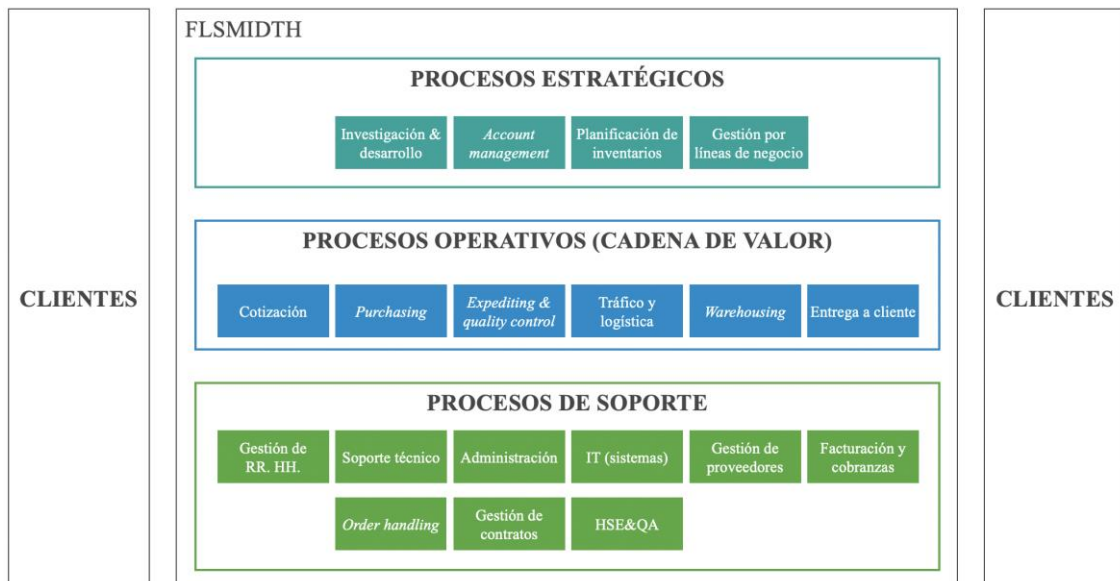 FLSMIDTH
PROCESOS ESTRATÉGICOS
Investigación &
desarrollo
Account
management
Planificación de
inventarios
Gestión por
líneas de negocio
CLIENTES
PROCESOS OPERATIVOS (CADENA DE VALOR)
Cotización
Purchasing
Expediting &
quality control
Tráfico y
logística
Warehousing
Entrega a cliente
CLIENTES
PROCESOS DE SOPORTE
Gestión de
RR. HH.
Soporte técnico
Administración
IT (sistemas)
Gestión de
proveedores
Facturación y
cobranzas
Order handling
Gestión de
contratos
HSE&QA